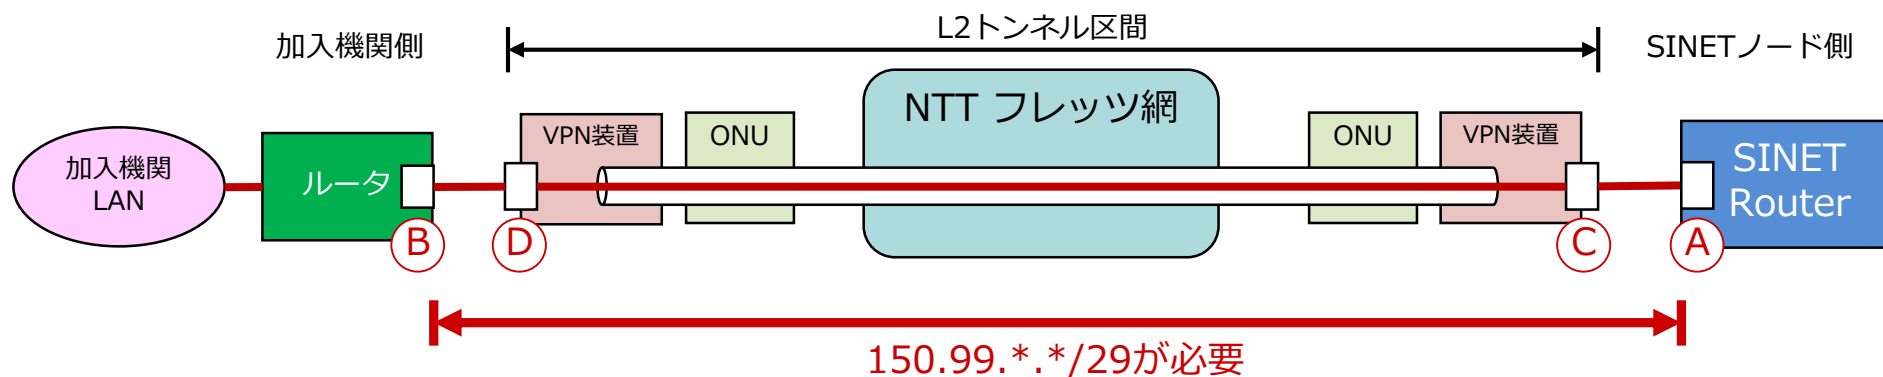 加入機関側
L2トンネル区間
SINETノード側
NTT フレッツ網
VPN装置
ONU
ONU
VPN装置
加入機関
LAN
ルータ
SINET
Router
B
D
C
A
150.99.*.*/29が必要